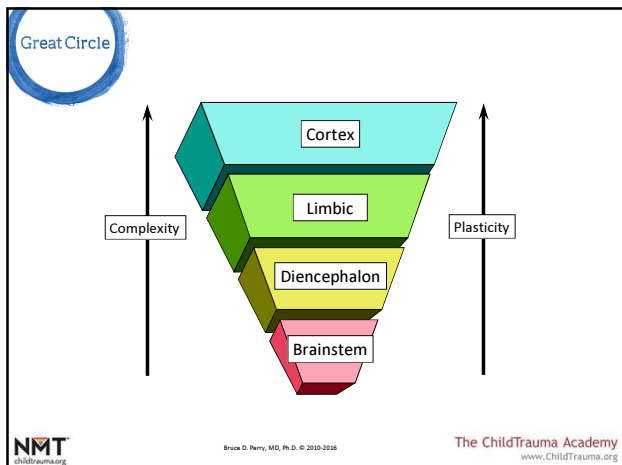 Great Circle
Cortex
Limbic
Complexity
Plasticity
Diencephalon
Brainstem
NMT
childtrauma.org
Bruce D. Perry, MD, Ph.D. © 2010-2016
The ChildTrauma Academy
www.ChildTrauma.org